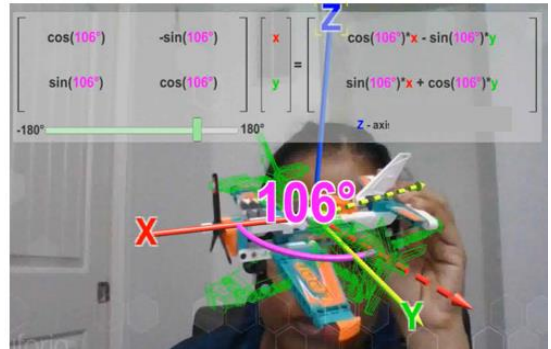 Z
cos(106°) -sin(106°) x cos(106°)*x - sin(106°)*y
=
sin(106°) cos(106°) y sin(106°)*x + cos(106°)*y
-180° 180° Z - axi
106°
X
Y